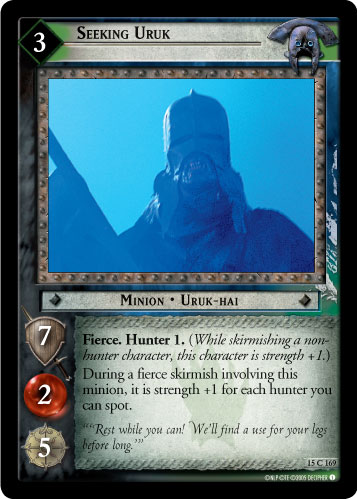 3
Seeking Uruk
Minion • Uruk-hai
7
Fierce. Hunter 1. (While skirmishing a non-
hunter character, this character is strength +1.)
2
During a fierce skirmish involving this
minion, it is strength +1 for each hunter
you can spot.
5
“‘Rest while you can! We'll find a use for your legs
before long.’”
15 C 169